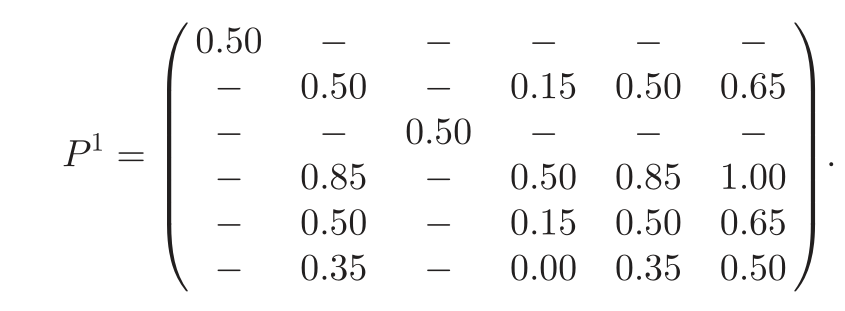 0.50 – – – – –
– 0.50 – 0.15 0.50 0.65
– – 0.50 – – –
P¹ =
– 0.85 – 0.50 0.85 1.00 .
– 0.50 – 0.15 0.50 0.65
– 0.35 – 0.00 0.35 0.50